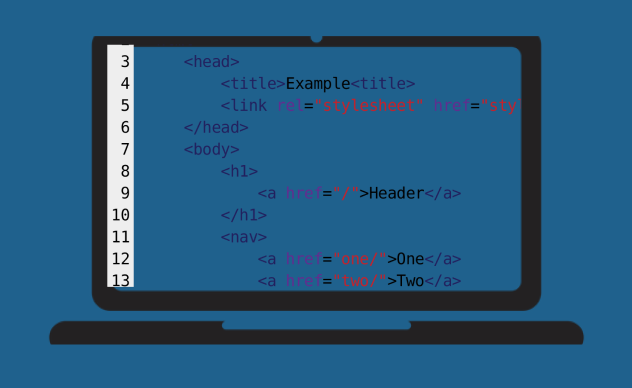 3 <head>
4 <title>Example<title>
5 <link rel="stylesheet" href="sty
6 </head>
7 <body>
8 <h1>
9 <a href="/">Header</a>
10 </h1>
11 <nav>
12 <a href="one/">One</a>
13 <a href="two/">Two</a>